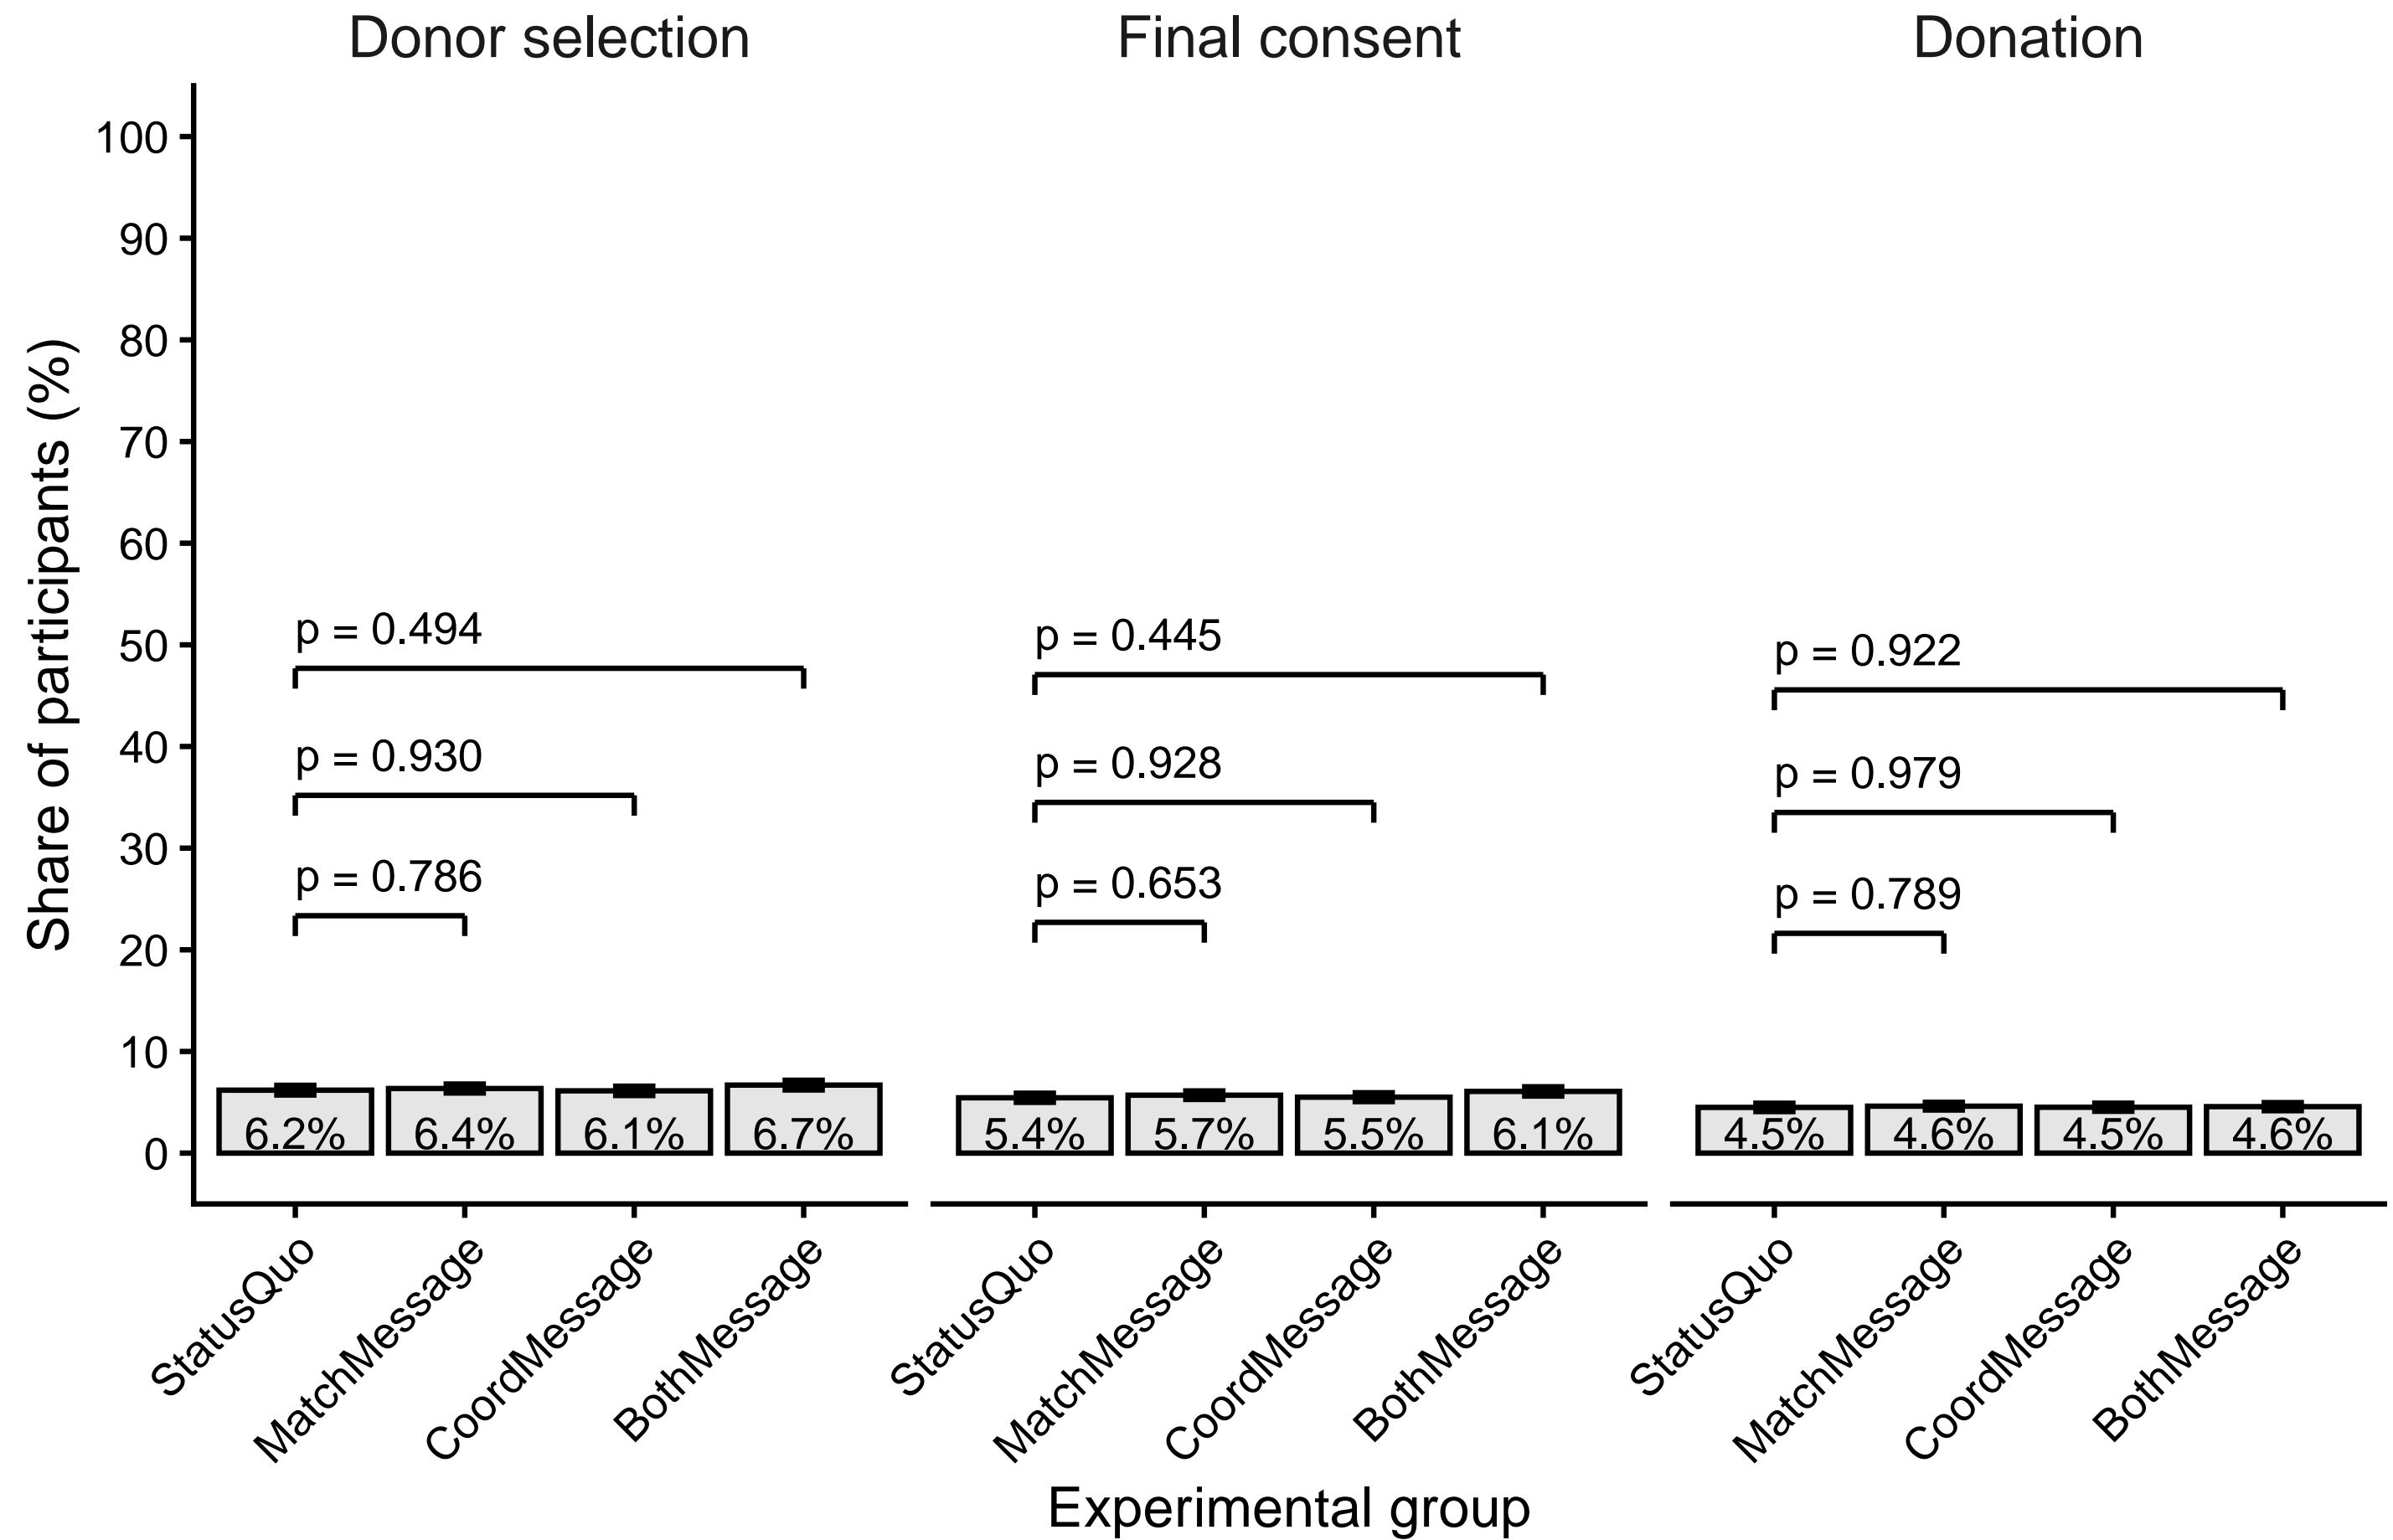 Donor selection
Final consent
Donation
Share of participants (%)
100
90
80
70
60
50
40
30
20
10
0
p = 0.494
p = 0.930
p = 0.786
6.2%
6.4%
6.1%
6.7%
p = 0.445
p = 0.928
p = 0.653
5.4%
5.7%
5.5%
6.1%
p = 0.922
p = 0.979
p = 0.789
4.5%
4.6%
4.5%
4.6%
StatusQuo
MatchMessage
CoordMessage
BothMessage
StatusQuo
MatchMessage
CoordMessage
BothMessage
StatusQuo
MatchMessage
CoordMessage
BothMessage
Experimental group